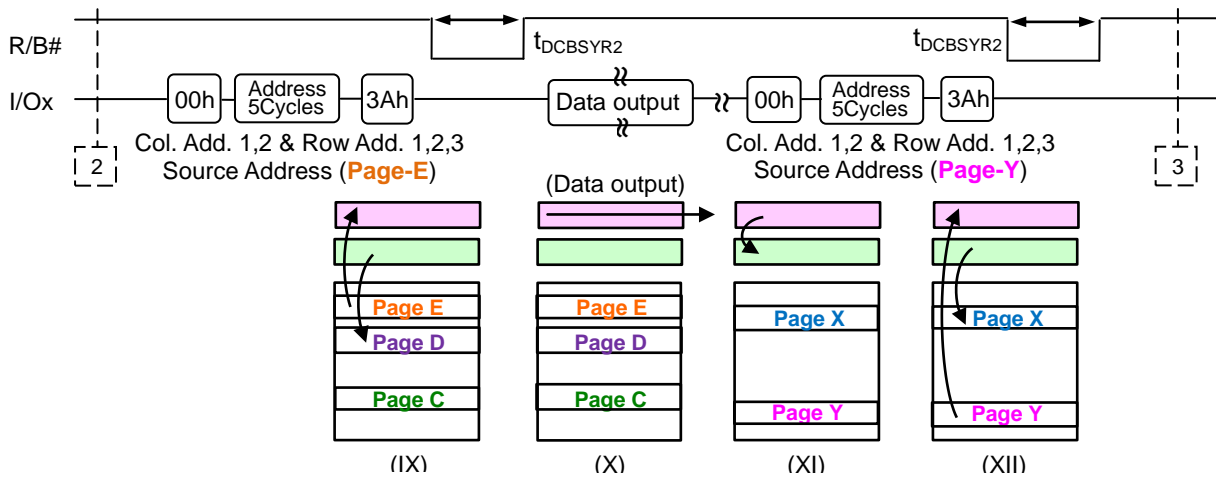 R/B#
tDCBSYR2
tDCBSYR2
I/Ox
00h
Address
5Cycles
3Ah
Data output
00h
Address
5Cycles
3Ah
2
Col. Add. 1,2 & Row Add. 1,2,3
Source Address (Page-E)
Col. Add. 1,2 & Row Add. 1,2,3
Source Address (Page-Y)
3
(Data output)
Page E
Page D
Page C
(IX)
Page E
Page D
Page C
(X)
Page X
Page Y
(XI)
Page X
Page Y
(XII)